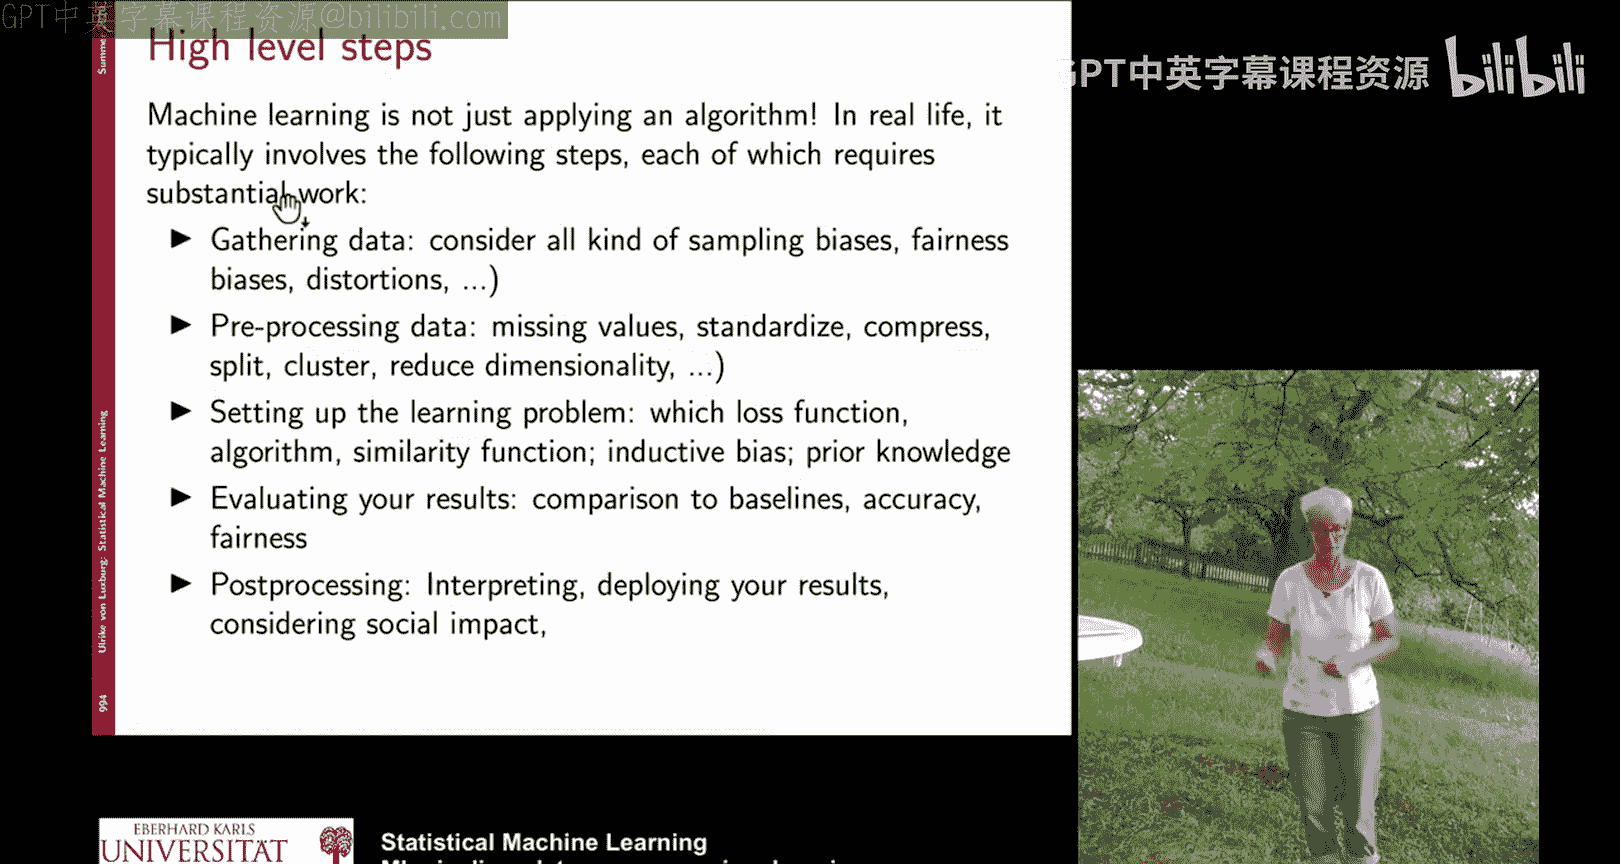 GPT中英字幕课程资源@bilibili.com
GPT中英字幕课程资源 bilibili
High level steps
Machine learning is not just applying an algorithm! In real life, it
typically involves the following steps, each of which requires
substantial work:
▶ Gathering data: consider all kind of sampling biases, fairness
biases, distortions, ...)
▶ Pre-processing data: missing values, standardize, compress,
split, cluster, reduce dimensionality, ...)
▶ Setting up the learning problem: which loss function,
algorithm, similarity function; inductive bias; prior knowledge
▶ Evaluating your results: comparison to baselines, accuracy,
fairness
▶ Postprocessing: Interpreting, deploying your results,
considering social impact,
Ulrike von Luxburg: Statistical Machine Learning
994
EBERHARD KARLS
UNIVERSITÄT
Statistical Machine Learning